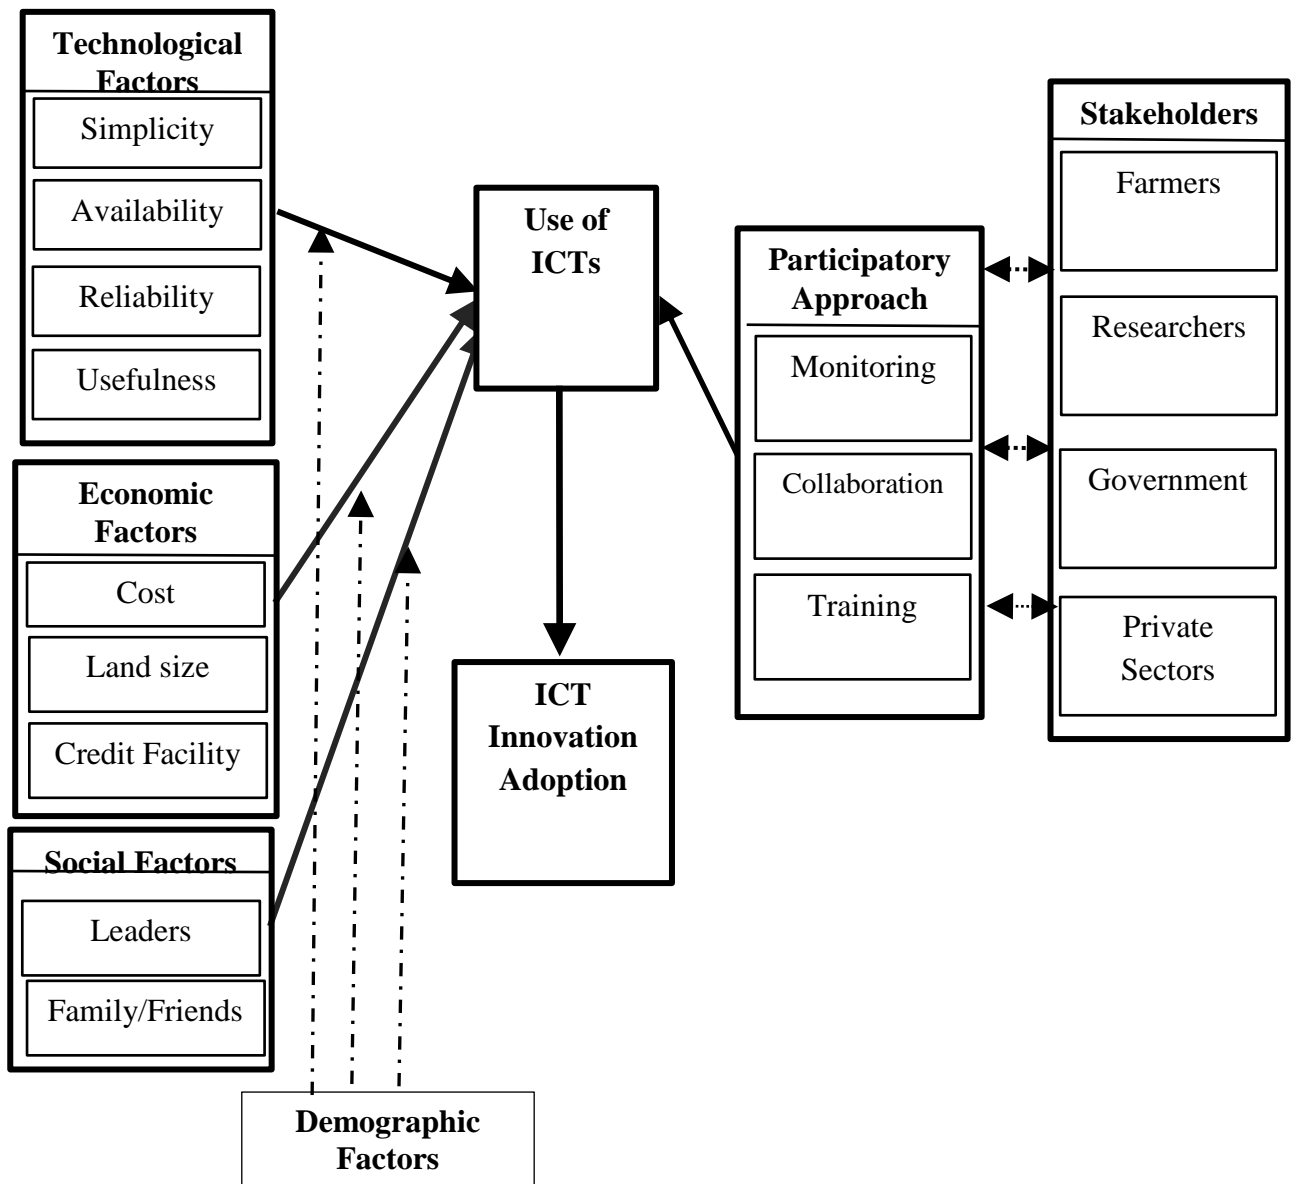 Technological
Factors
Simplicity
Availability
Reliability
Usefulness
Economic
Factors
Cost
Land size
Credit Facility
Social Factors
Leaders
Family/Friends
Demographic
Factors
Use of
ICTs
ICT
Innovation
Adoption
Participatory
Approach
Monitoring
Collaboration
Training
Stakeholders
Farmers
Researchers
Government
Private
Sectors